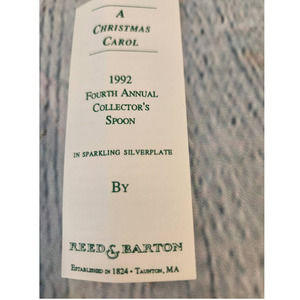 A
CHRISTMAS
CAROL
1992
FOURTH ANNUAL
COLLECTOR'S
SPOON
IN SPARKLING SILVERPLATE
BY
REED & BARTON
ESTABLISHED IN 1824 • TAUNTON, MA